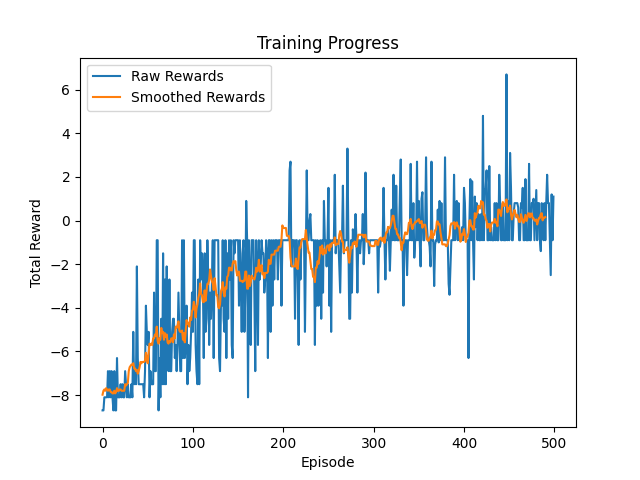 Training Progress
Raw Rewards
Smoothed Rewards
6
4
2
0
−2
−4
−6
−8
Total Reward
0 100 200 300 400 500
Episode